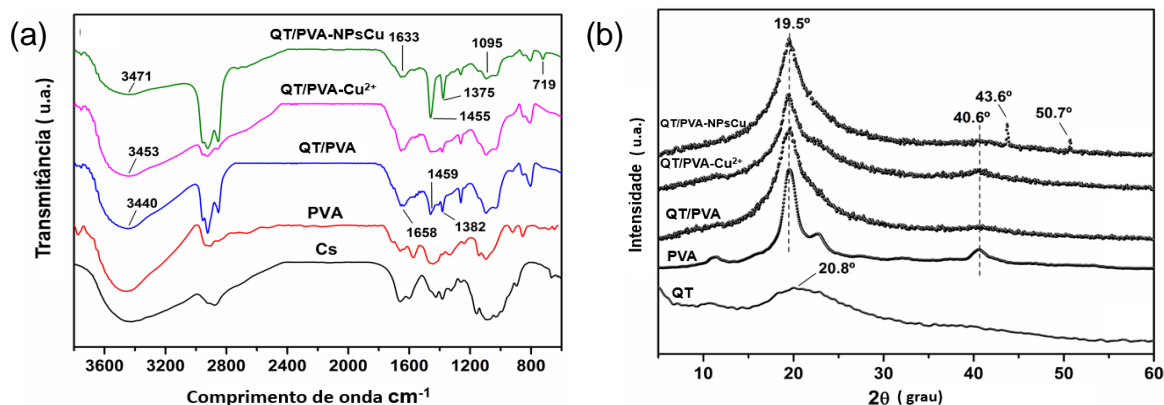 (a)
QT/PVA-NPsCu
1633
1095
3471
1375
719
1455
QT/PVA-Cu²⁺
3453
QT/PVA
1459
3440
1382
1658
PVA
Cs
Transmitância (u.a.)
3600 3200 2800 2400 2000 1600 1200 800
Comprimento de onda cm⁻¹
(b)
19.5º
43.6º
50.7º
40.6º
QT/PVA-NPsCu
QT/PVA-Cu²⁺
QT/PVA
PVA
20.8º
QT
Intensidade (u.a.)
10 20 30 40 50 60
2θ (grau)